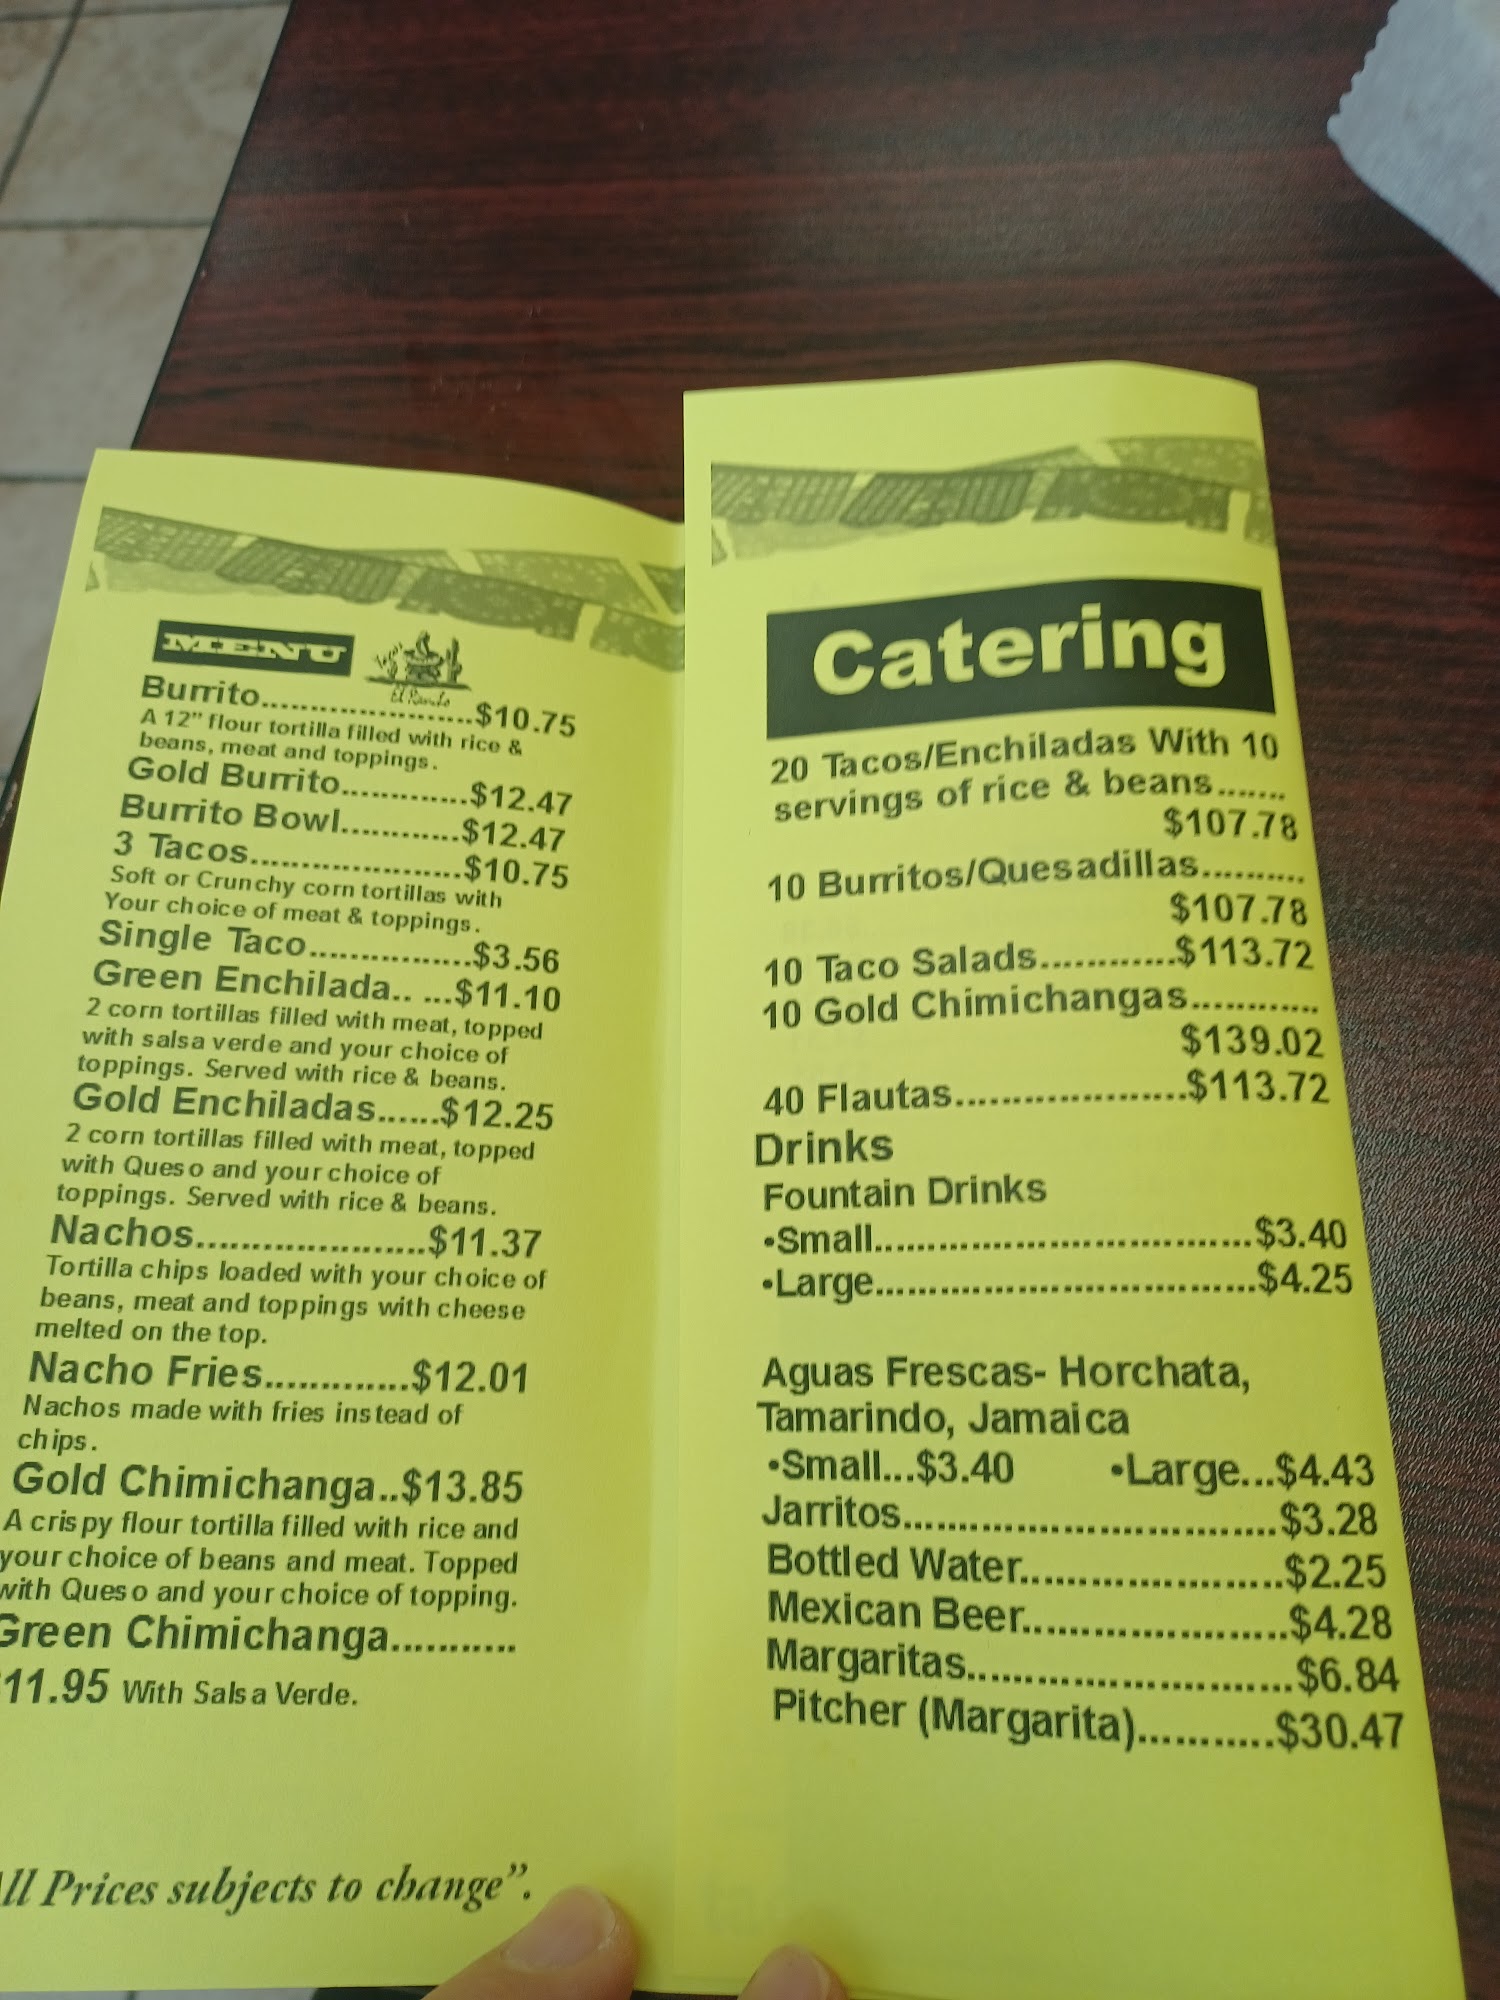 MENU
El Rancho
Burrito......................$10.75
A 12” flour tortilla filled with rice &
beans, meat and toppings.
Gold Burrito.............$12.47
Burrito Bowl............$12.47
3 Tacos.....................$10.75
Soft or Crunchy corn tortillas with
Your choice of meat & toppings.
Single Taco................$3.56
Green Enchilada.. ...$11.10
2 corn tortillas filled with meat, topped
with salsa verde and your choice of
toppings. Served with rice & beans.
Gold Enchiladas......$12.25
2 corn tortillas filled with meat, topped
with Queso and your choice of
toppings. Served with rice & beans.
Nachos......................$11.37
Tortilla chips loaded with your choice of
beans, meat and toppings with cheese
melted on the top.
Nacho Fries.............$12.01
Nachos made with fries instead of
chips.
Gold Chimichanga..$13.85
A crispy flour tortilla filled with rice and
your choice of beans and meat. Topped
with Queso and your choice of topping.
Green Chimichanga...........
11.95 With Salsa Verde.
ll Prices subjects to change”.
Catering
20 Tacos/Enchiladas With 10
servings of rice & beans.......
$107.78
10 Burritos/Quesadillas..........
$107.78
10 Taco Salads............$113.72
10 Gold Chimichangas............
$139.02
40 Flautas....................$113.72
Drinks
Fountain Drinks
•Small....................................$3.40
•Large....................................$4.25
Aguas Frescas- Horchata,
Tamarindo, Jamaica
•Small...$3.40 •Large...$4.43
Jarritos..................................$3.28
Bottled Water.......................$2.25
Mexican Beer.......................$4.28
Margaritas............................$6.84
Pitcher (Margarita)...........$30.47